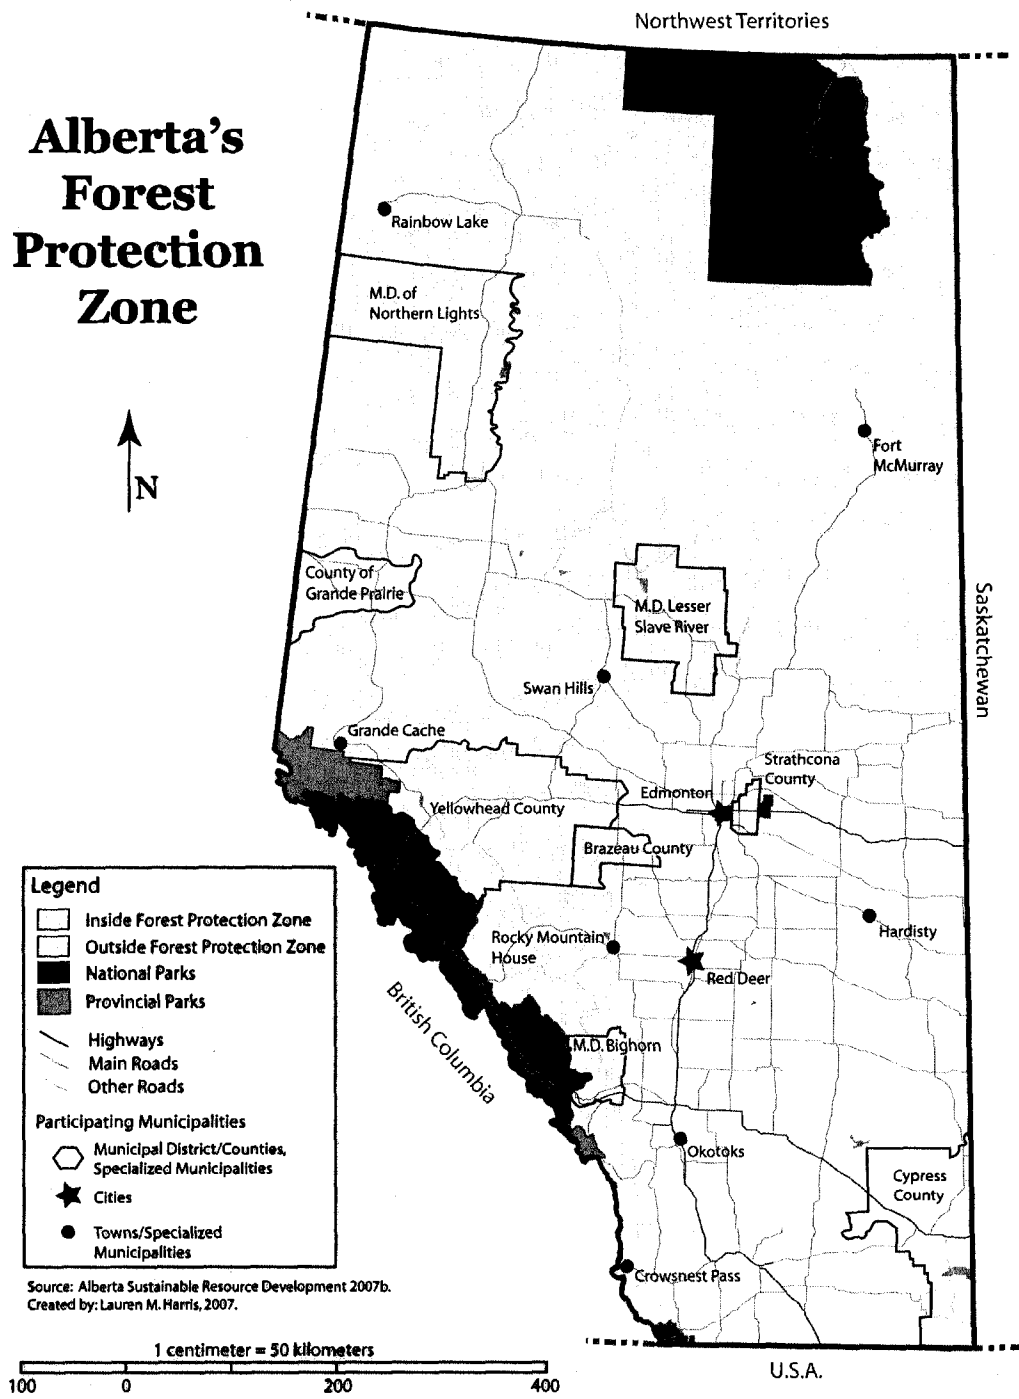 Northwest Territories
Alberta's
Forest
Protection
Zone
Rainbow Lake
M.D. of
Northern Lights
N
Fort
McMurray
County of
Grande Prairie
M.D. Lesser
Slave River
Saskatchewan
Swan Hills
Grande Cache
Strathcona
County
Edmonton
Yellowhead County
Brazeau County
Hardisty
Rocky Mountain
House
Red Deer
British Columbia
M.D. Bighorn
Okotoks
Cypress
County
Crowsnest Pass
U.S.A.
Legend
Inside Forest Protection Zone
Outside Forest Protection Zone
National Parks
Provincial Parks
Highways
Main Roads
Other Roads
Participating Municipalities
Municipal District/Counties,
Specialized Municipalities
Cities
Towns/Specialized
Municipalities
Source: Alberta Sustainable Resource Development 2007b.
Created by: Lauren M. Harris, 2007.
1 centimeter = 50 kilometers
100 0 200 400